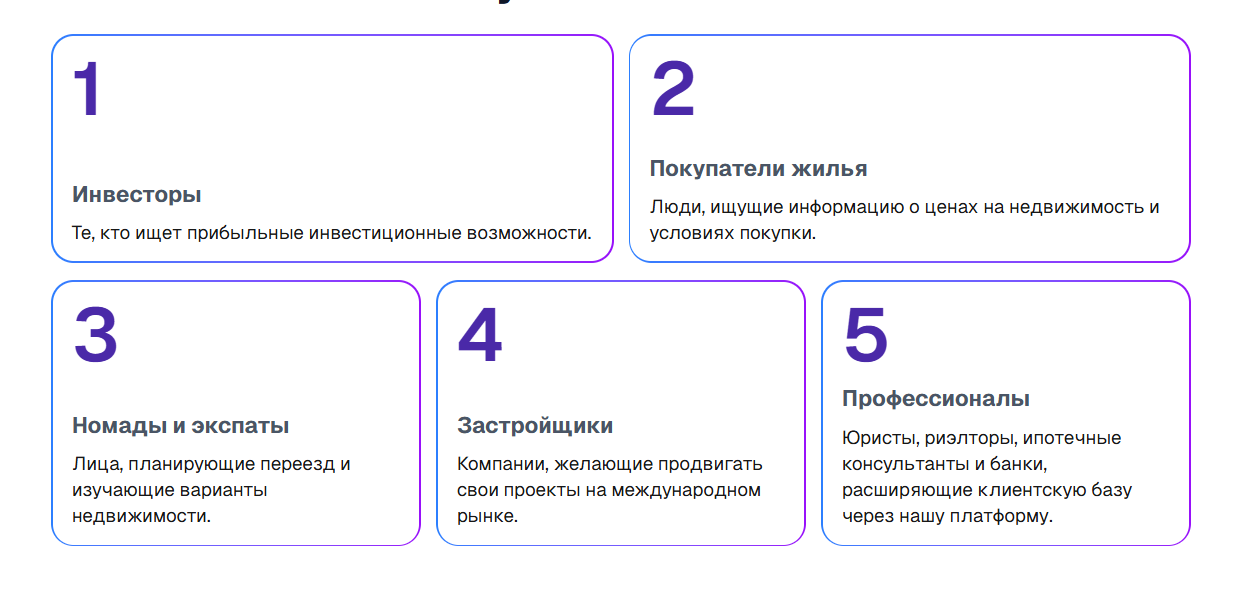 1
Инвесторы
Те, кто ищет прибыльные инвестиционные возможности.
2
Покупатели жилья
Люди, ищущие информацию о ценах на недвижимость и
условиях покупки.
3
Номады и экспаты
Лица, планирующие переезд и
изучающие варианты
недвижимости.
4
Застройщики
Компании, желающие продвигать
свои проекты на международном
рынке.
5
Профессионалы
Юристы, риэлторы, ипотечные
консультанты и банки,
расширяющие клиентскую базу
через нашу платформу.